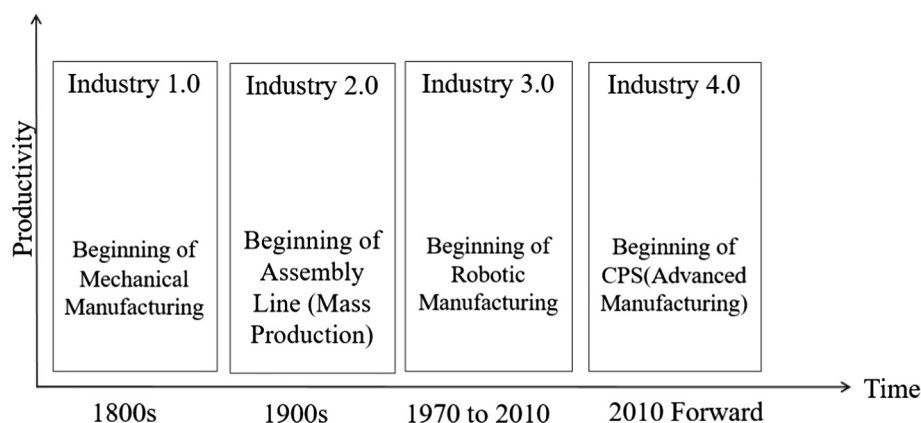 Productivity
Industry 1.0
Beginning of
Mechanical
Manufacturing
Industry 2.0
Beginning of
Assembly
Line (Mass
Production)
Industry 3.0
Beginning of
Robotic
Manufacturing
Industry 4.0
Beginning of
CPS(Advanced
Manufacturing)
Time
1800s
1900s
1970 to 2010
2010 Forward